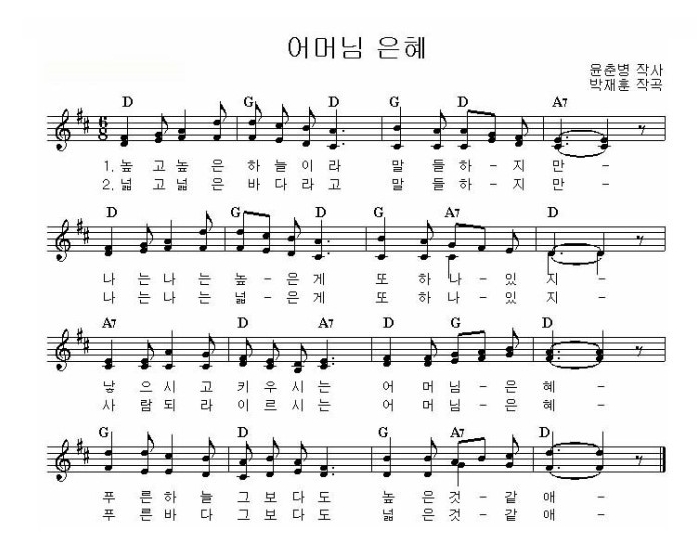 어머님 은혜
윤춘병 작사
박재훈 작곡
D G D G D A7
6
8
1. 높 고 높 은 하 늘 이 라 말 들 하 - 지 만 -
2. 넓 고 넓 은 바 다 라 고 말 들 하 - 지 만 -
D G D G A7 D
나 는 나 는 높 - 은 게 또 하 나 - 있 지 -
나 는 나 는 넓 - 은 게 또 하 나 - 있 지 -
A7 D A7 D G D
낳 으 시 고 키 우 시 는 어 머 님 - 은 혜 -
사 람 되 라 이 르 시 는 어 머 님 - 은 혜 -
G D G A7 D
푸 른 하 늘 그 보 다 도 높 은 것 - 같 애 -
푸 른 바 다 그 보 다 도 넓 은 것 - 같 애 -